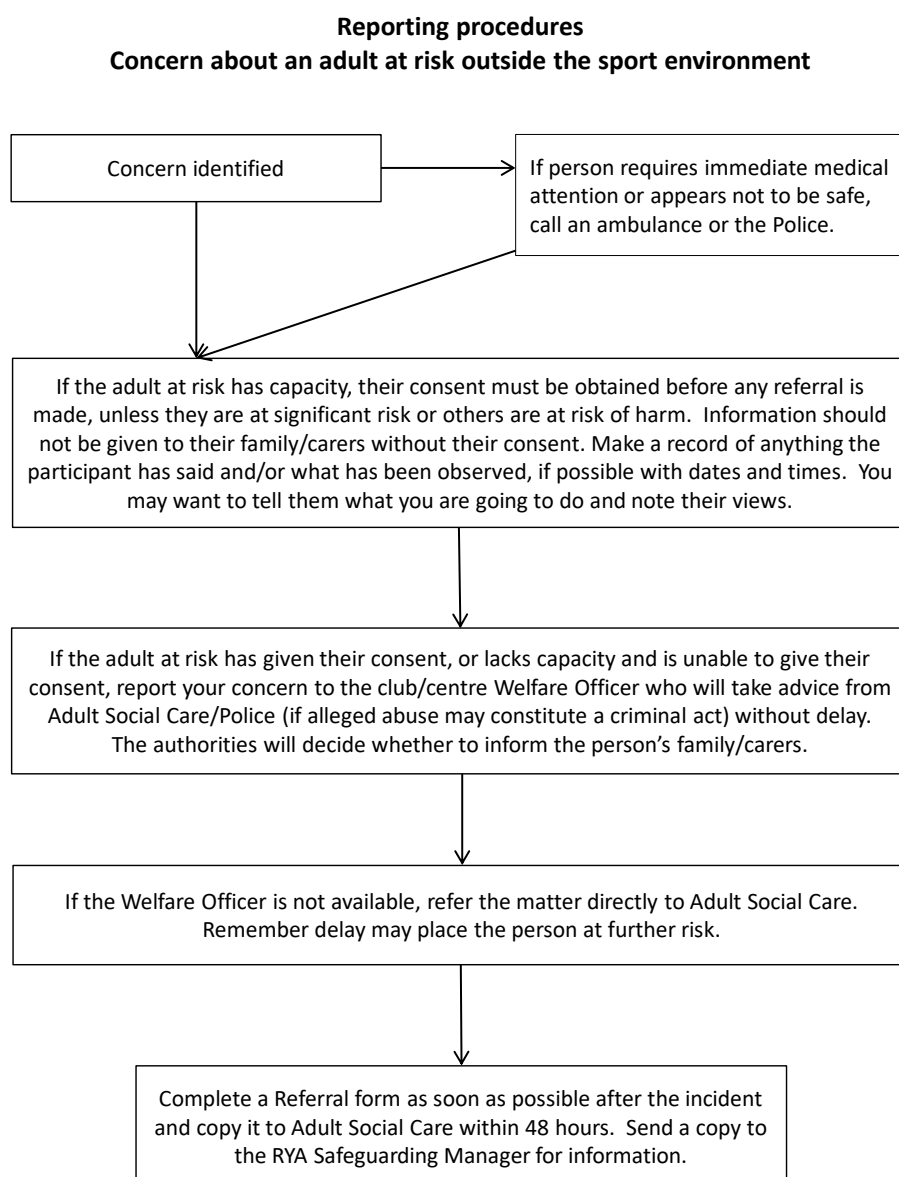 Reporting procedures
Concern about an adult at risk outside the sport environment
Concern identified
If person requires immediate medical
attention or appears not to be safe,
call an ambulance or the Police.
If the adult at risk has capacity, their consent must be obtained before any referral is
made, unless they are at significant risk or others are at risk of harm.  Information should
not be given to their family/carers without their consent. Make a record of anything the
participant has said and/or what has been observed, if possible with dates and times.  You
may want to tell them what you are going to do and note their views.
If the adult at risk has given their consent, or lacks capacity and is unable to give their
consent, report your concern to the club/centre Welfare Officer who will take advice from
Adult Social Care/Police (if alleged abuse may constitute a criminal act) without delay.
The authorities will decide whether to inform the person’s family/carers.
If the Welfare Officer is not available, refer the matter directly to Adult Social Care.
Remember delay may place the person at further risk.
Complete a Referral form as soon as possible after the incident
and copy it to Adult Social Care within 48 hours.  Send a copy to
the RYA Safeguarding Manager for information.